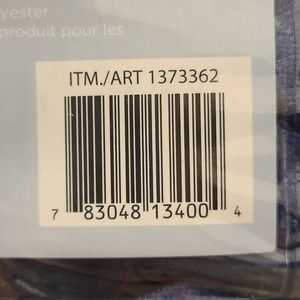 yester
produit pour les
ITM./ART 1373362
7 83048 13400 4